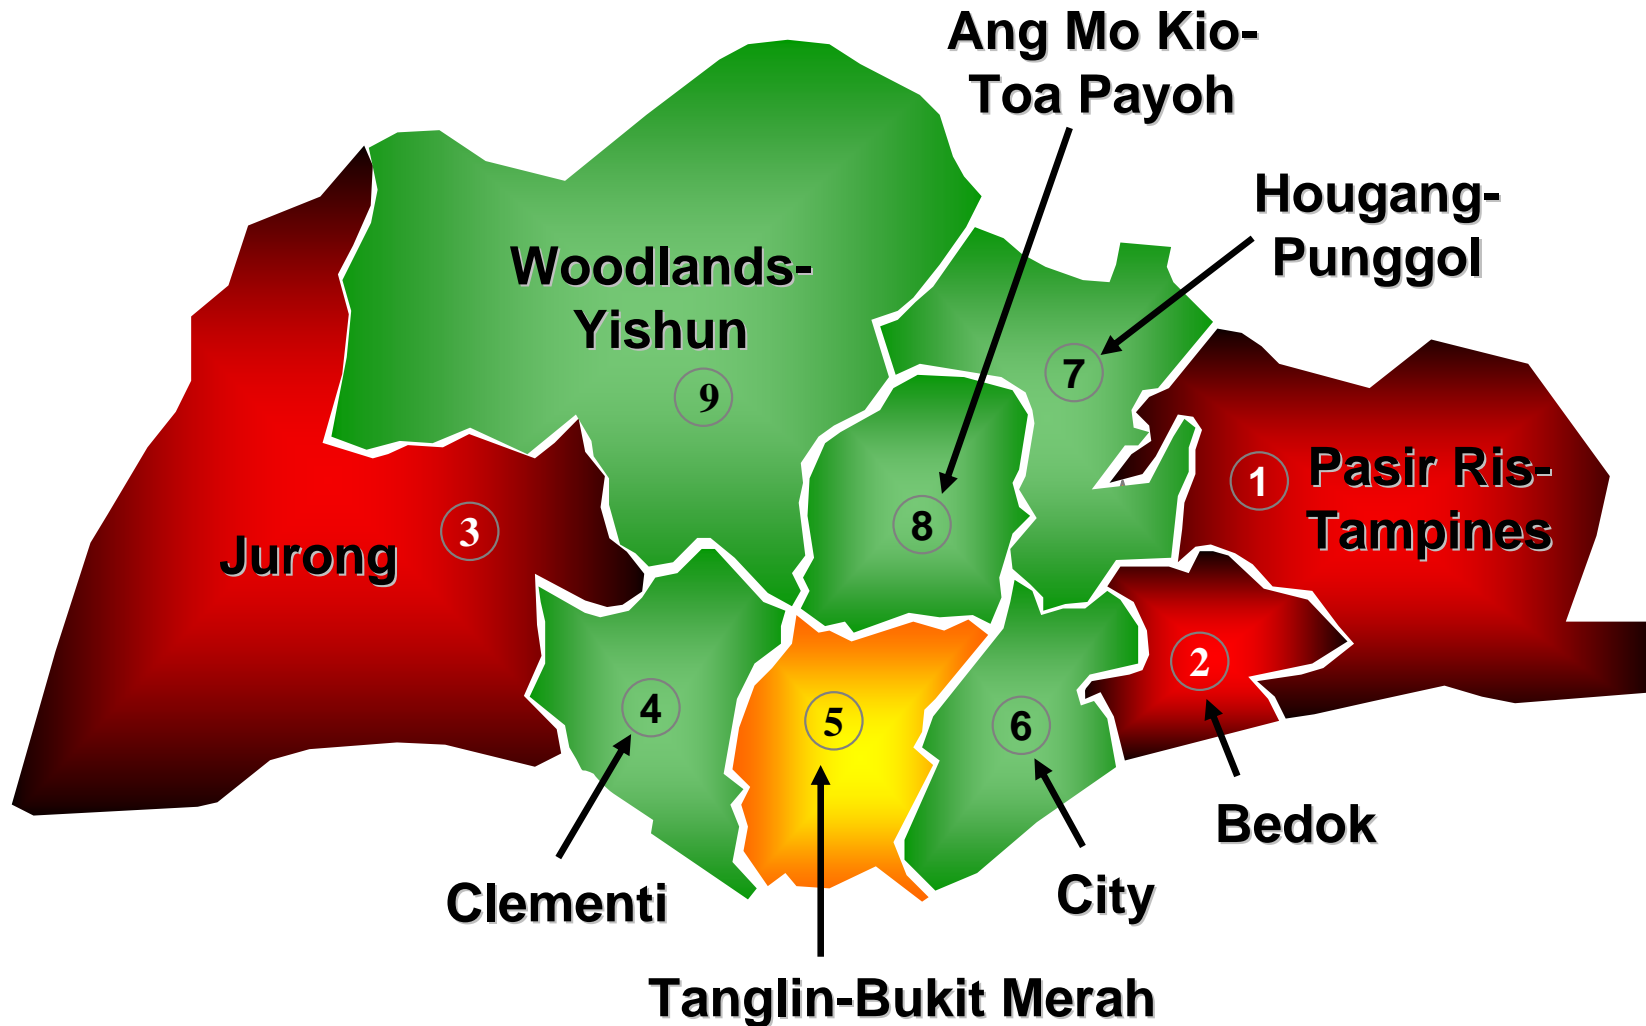 Ang Mo Kio-
Toa Payoh
Hougang-
Punggol
Woodlands-
Yishun
9
7
8
1
Pasir Ris-
Tampines
Jurong
3
2
4
5
6
Bedok
City
Clementi
Tanglin-Bukit Merah